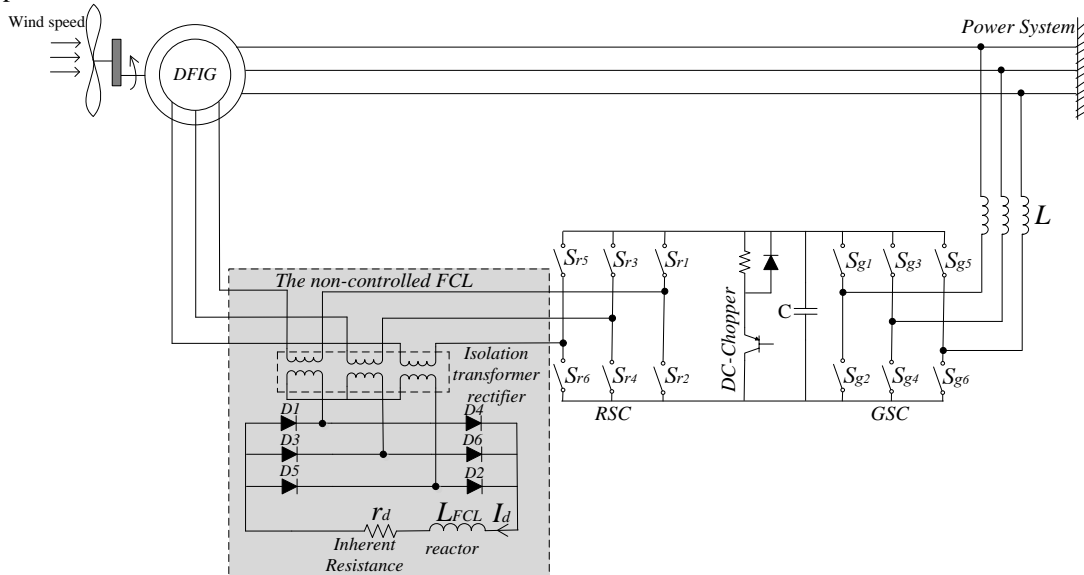 Wind speed
Power System
DFIG
L
Sr5
Sr3
Sr1
Sg1
Sg3
Sg5
The non-controlled FCL
DC-Chopper
C
Isolation
transformer
rectifier
Sr6
Sr4
Sr2
Sg2
Sg4
Sg6
RSC
GSC
D1
D4
D3
D6
D5
D2
rd
LFCL
Id
Inherent
Resistance
reactor